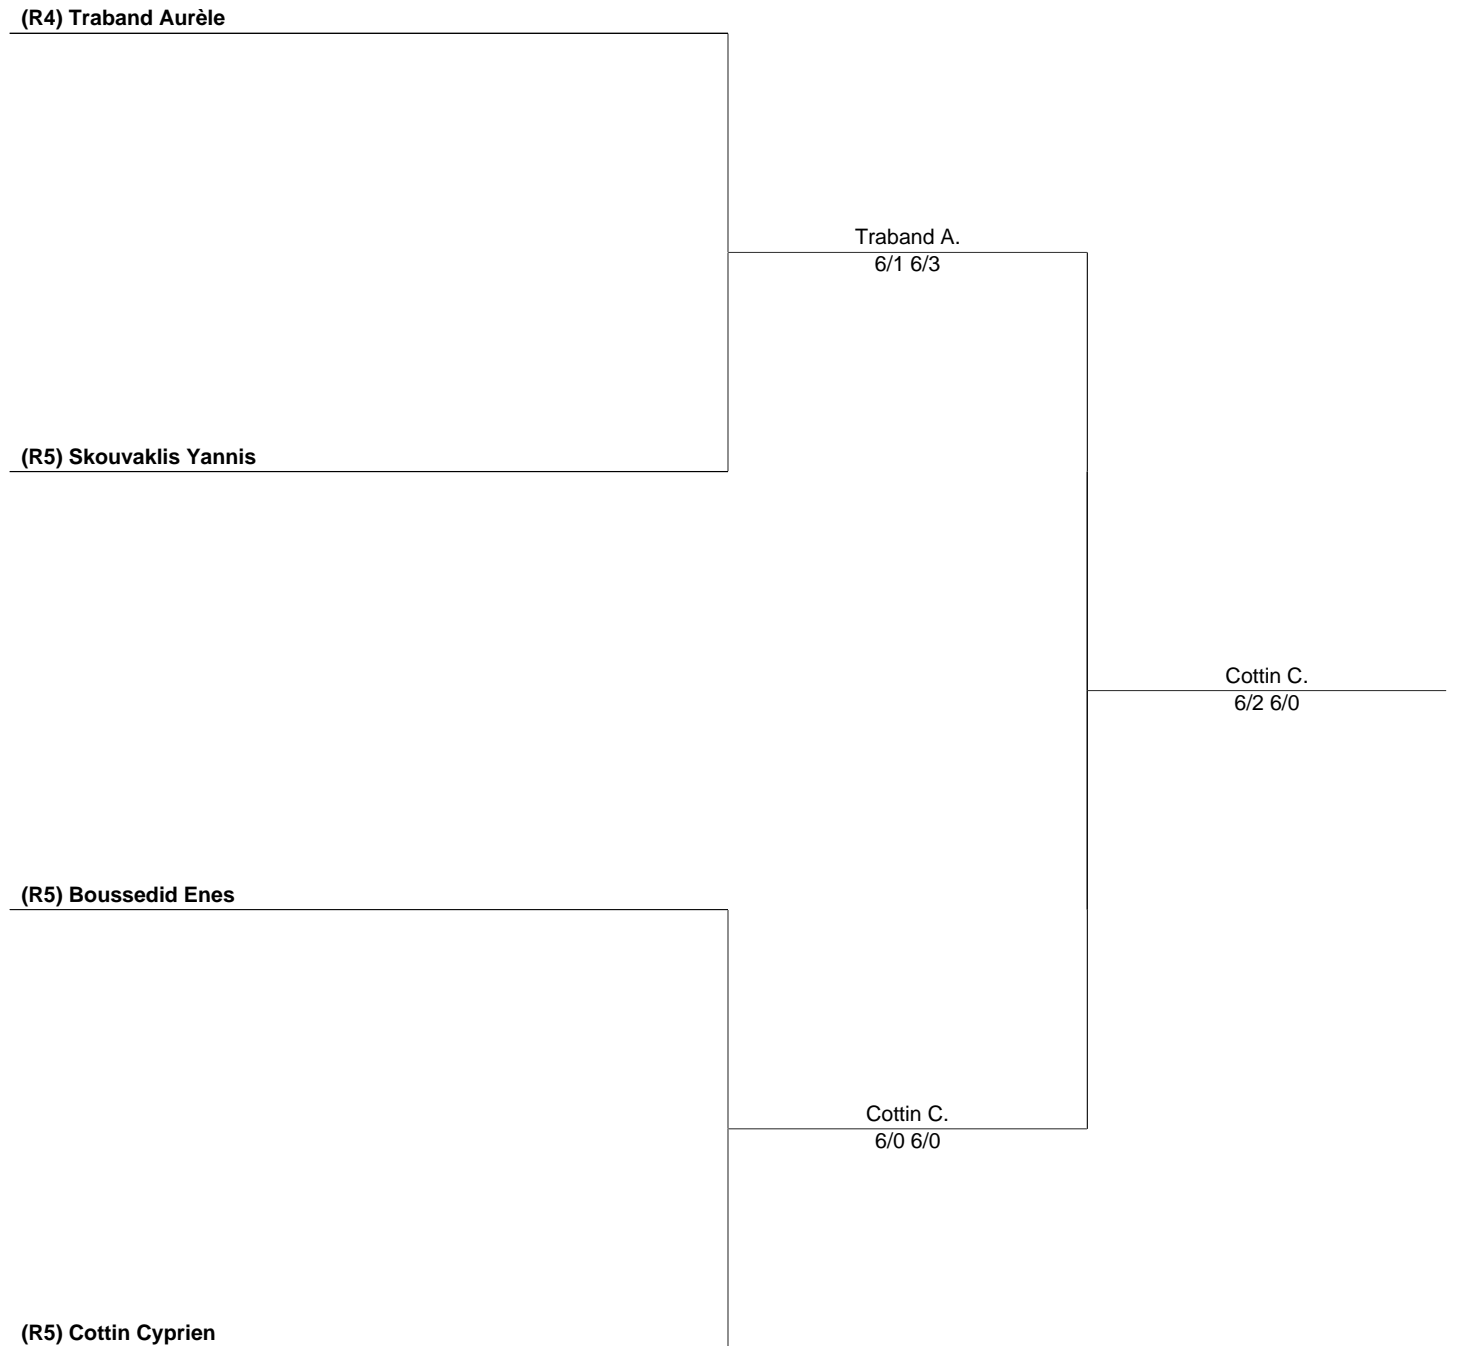 (R4) Traband Aurèle
Traband A.
6/1 6/3
(R5) Skouvaklis Yannis
Cottin C.
6/2 6/0
(R5) Boussedid Enes
Cottin C.
6/0 6/0
(R5) Cottin Cyprien